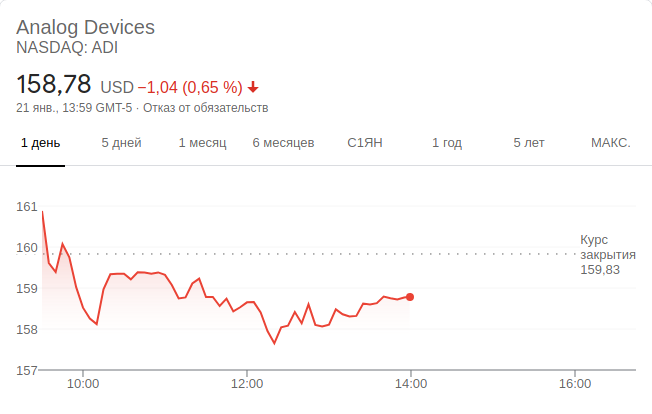 Analog Devices
NASDAQ: ADI
158,78 USD −1,04 (0,65 %)
21 янв., 13:59 GMT-5 · Отказ от обязательств
1 день 5 дней 1 месяц 6 месяцев С1ЯН 1 год 5 лет МАКС.
161
160
159
158
157
Курс
закрытия
159,83
10:00 12:00 14:00 16:00